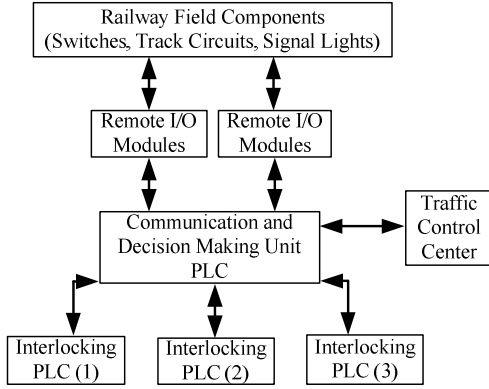 Railway Field Components
(Switches, Track Circuits, Signal Lights)
Remote I/O
Modules
Remote I/O
Modules
Communication and
Decision Making Unit
PLC
Traffic
Control
Center
Interlocking
PLC (1)
Interlocking
PLC (2)
Interlocking
PLC (3)